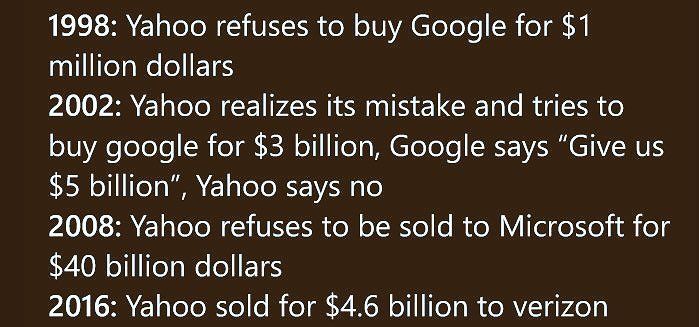 1998: Yahoo refuses to buy Google for $1
million dollars
2002: Yahoo realizes its mistake and tries to
buy google for $3 billion, Google says “Give us
$5 billion”, Yahoo says no
2008: Yahoo refuses to be sold to Microsoft for
$40 billion dollars
2016: Yahoo sold for $4.6 billion to verizon